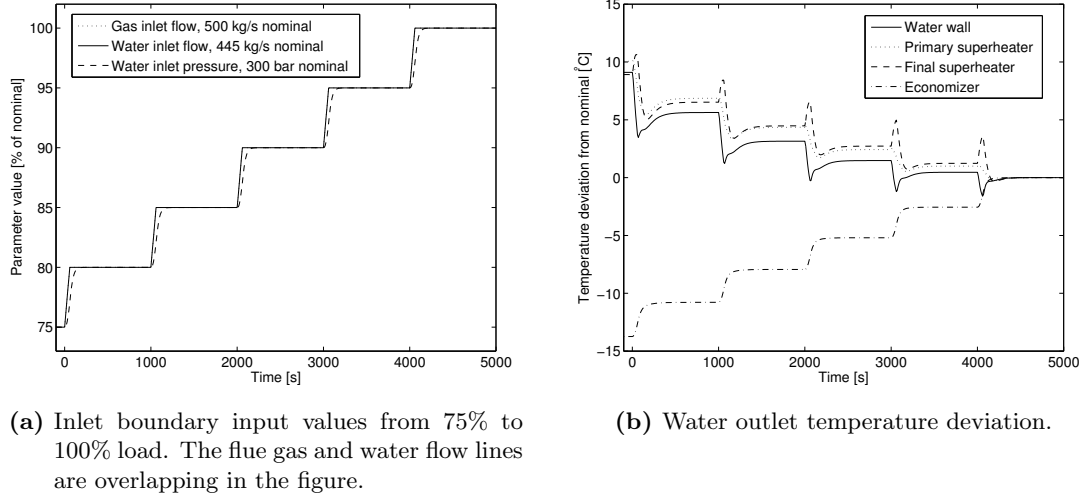 Gas inlet flow, 500 kg/s nominal
Water inlet flow, 445 kg/s nominal
Water inlet pressure, 300 bar nominal
Parameter value [% of nominal]
100
95
90
85
80
75
0
1000
2000
3000
4000
5000
Time [s]
Water wall
Primary superheater
Final superheater
Economizer
Temperature deviation from nominal [°C]
15
10
5
0
−5
−10
−15
0
1000
2000
3000
4000
5000
Time [s]
(a) Inlet boundary input values from 75% to
100% load. The flue gas and water flow lines
are overlapping in the figure.
(b) Water outlet temperature deviation.